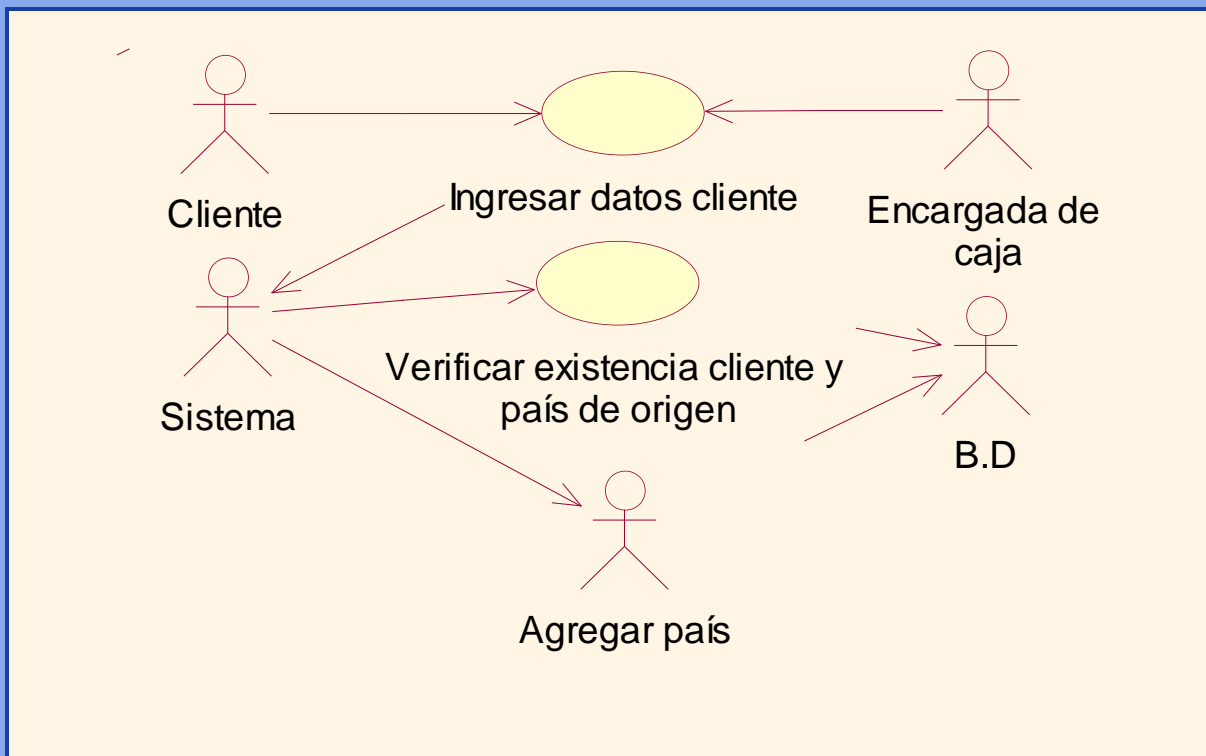 Cliente
Ingresar datos cliente
Encargada de
caja
Sistema
Verificar existencia cliente y
país de origen
B.D
Agregar país